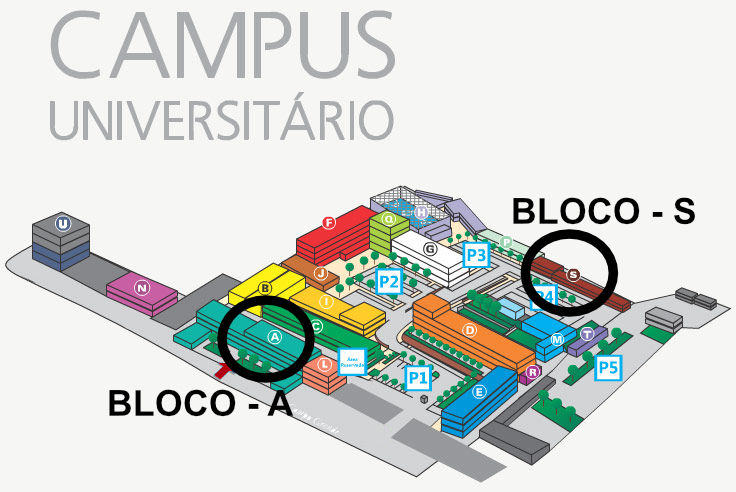 CAMPUS
UNIVERSITÁRIO
BLOCO - S
U
F
Q
H
G
P
P3
S
J
P2
N
B
I
P4
A
C
D
M
T
L
Área
Reservada
P1
R
P5
E
BLOCO - A